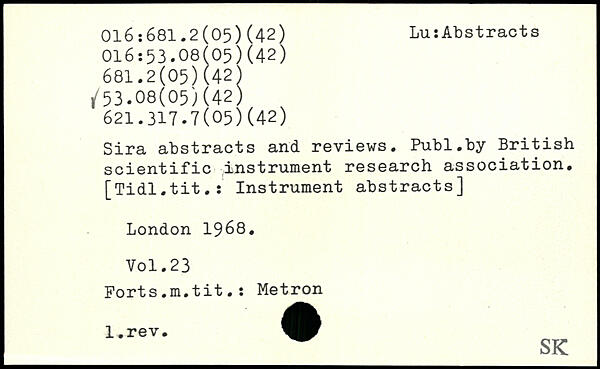 016:681.2(05)(42) Lu:Abstracts
016:53.08(05)(42)
681.2(05)(42)
√53.08(05)(42)
621.317.7(05)(42)
Sira abstracts and reviews. Publ.by British
scientific instrument research association.
[Tidl.tit.: Instrument abstracts]
London 1968.
Vol.23
Forts.m.tit.: Metron
1.rev.
SK